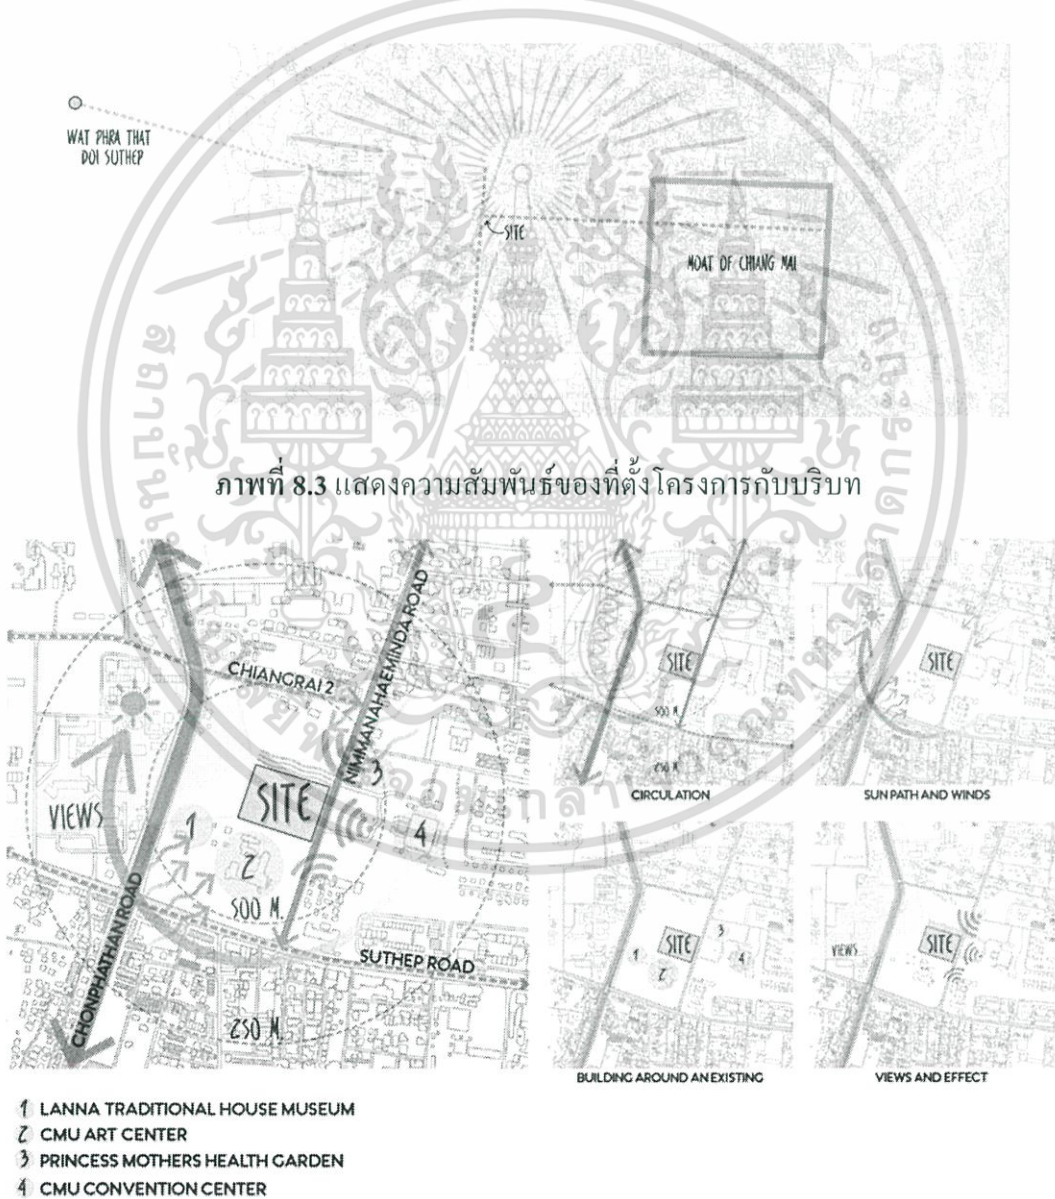 WAT PHRA THAT
DOI SUTHEP
SITE
MOAT OF CHIANG MAI
ภาพที่ 8.3 แสดงความสัมพันธ์ของที่ตั้งโครงการกับบริบท
CHIANGRAI 2
NIMMANAHAEMINDA ROAD
VIEWS
SITE
1
2
3
4
500 M.
250 M.
CHONPHATHAN ROAD
SUTHEP ROAD
SITE
500 M.
250 M.
CIRCULATION
SITE
SUN PATH AND WINDS
SITE
1
2
3
4
BUILDING AROUND AN EXISTING
VIEWS
SITE
VIEWS AND EFFECT
1 LANNA TRADITIONAL HOUSE MUSEUM
2 CMU ART CENTER
3 PRINCESS MOTHERS HEALTH GARDEN
4 CMU CONVENTION CENTER